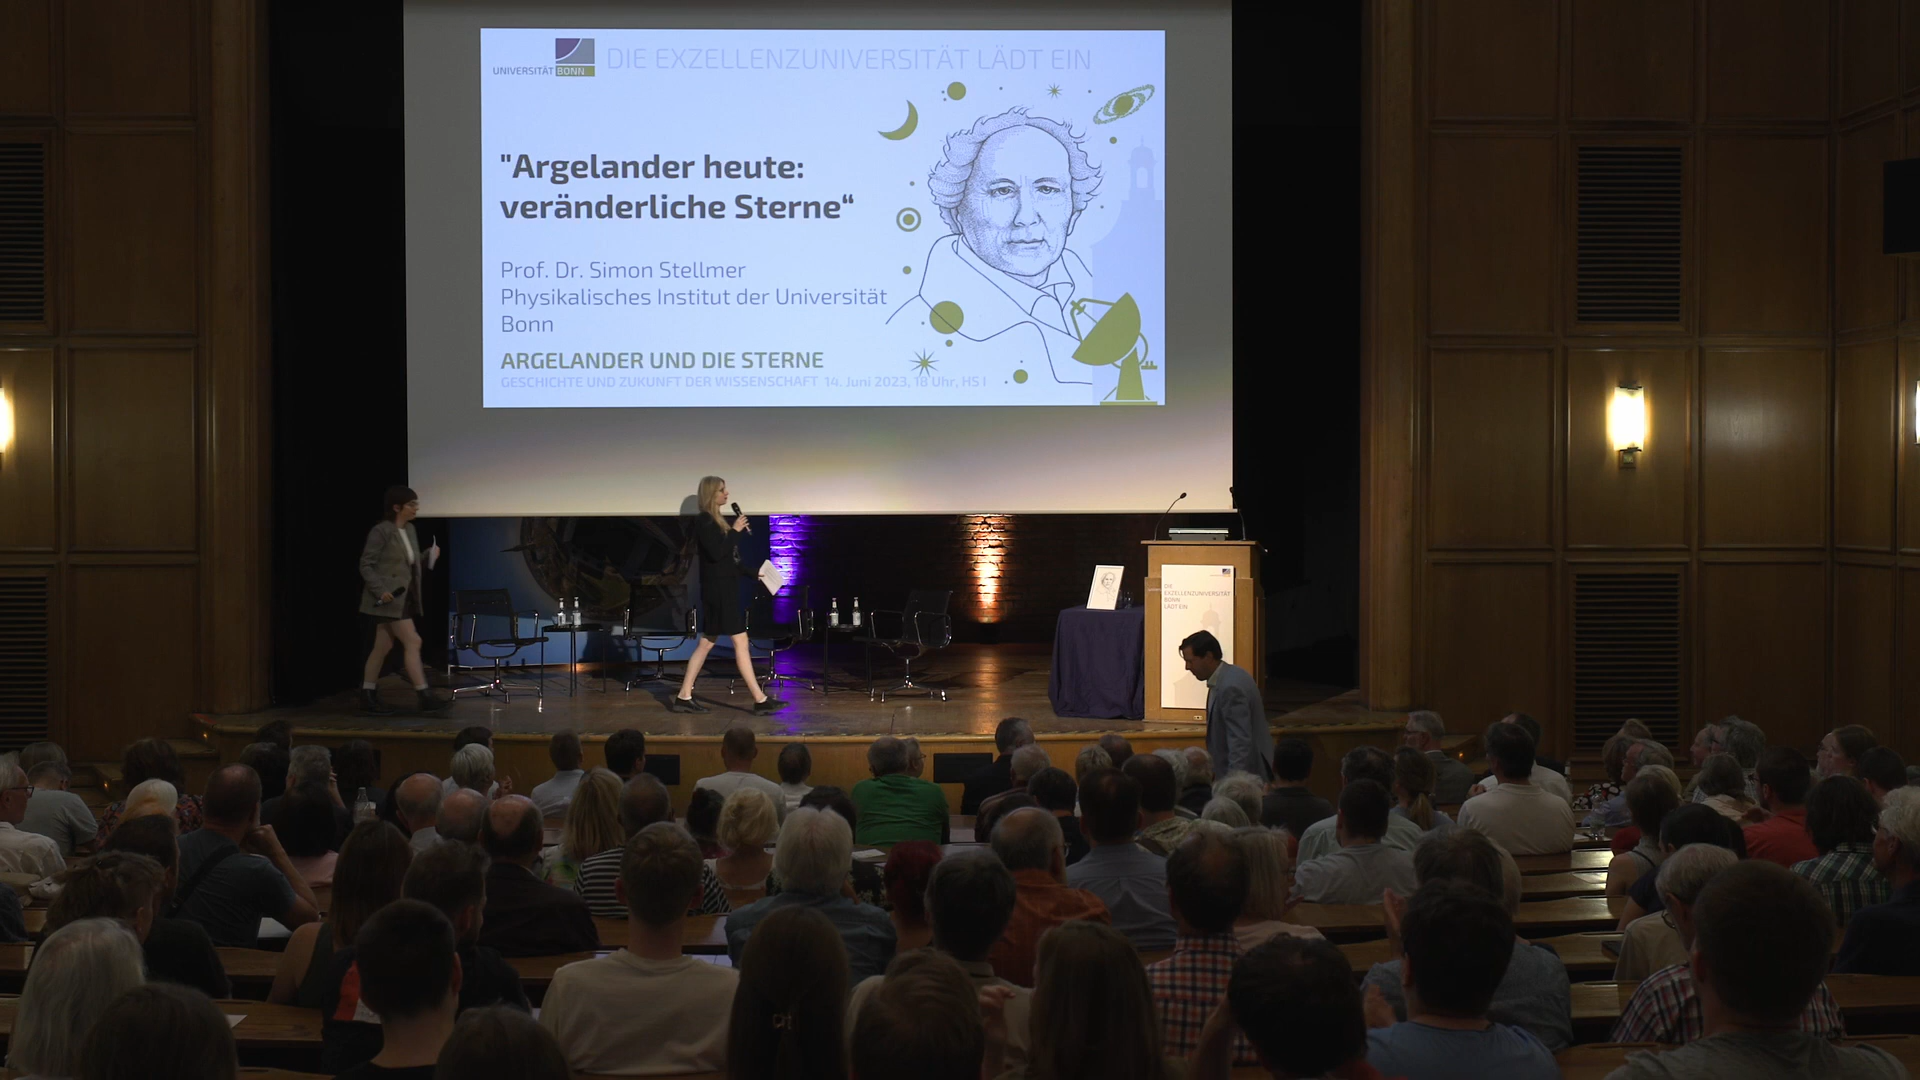 UNIVERSITÄT BONN
DIE EXZELLENZUNIVERSITÄT LÄDT EIN
"Argelander heute:
veränderliche Sterne“
Prof. Dr. Simon Stellmer
Physikalisches Institut der Universität
Bonn
ARGELANDER UND DIE STERNE
GESCHICHTE UND ZUKUNFT DER WISSENSCHAFT 14. Juni 2023, 18 Uhr, HS I
DIE
EXZELLENZUNIVERSITÄT
BONN
LÄDT EIN